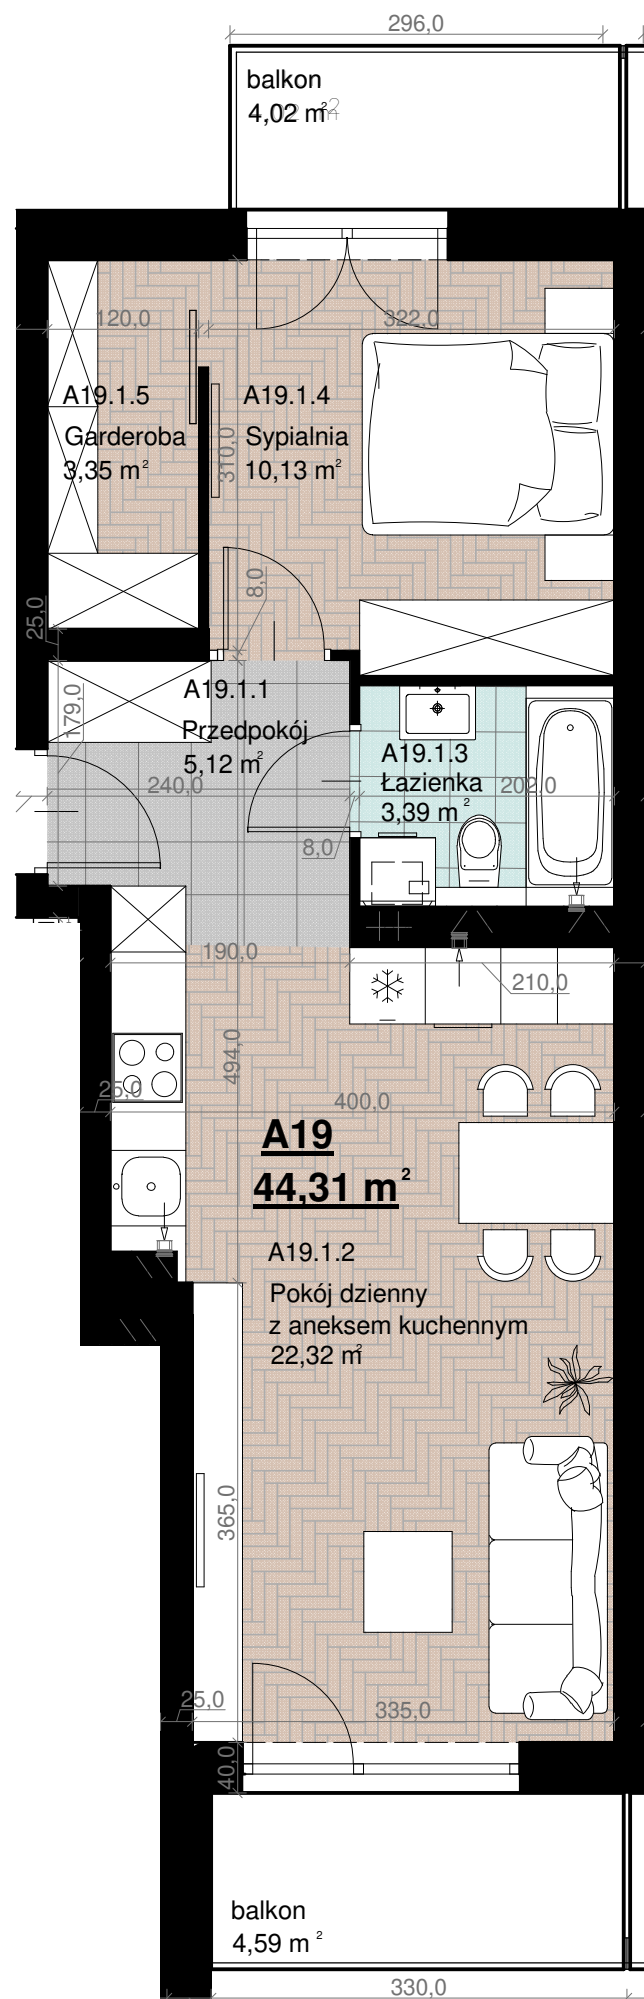 296,0
balkon
4,02 m²
120,0
322,0
A19.1.5
Garderoba
3,35 m²
A19.1.4
Sypialnia
10,13 m²
310,0
8,0
25,0
179,0
A19.1.1
Przedpokój
5,12 m²
240,0
A19.1.3
Łazienka
3,39 m²
202,0
8,0
190,0
210,0
494,0
25,0
400,0
A19
44,31 m²
A19.1.2
Pokój dzienny
z aneksem kuchennym
22,32 m²
365,0
25,0
335,0
40,0
balkon
4,59 m²
330,0